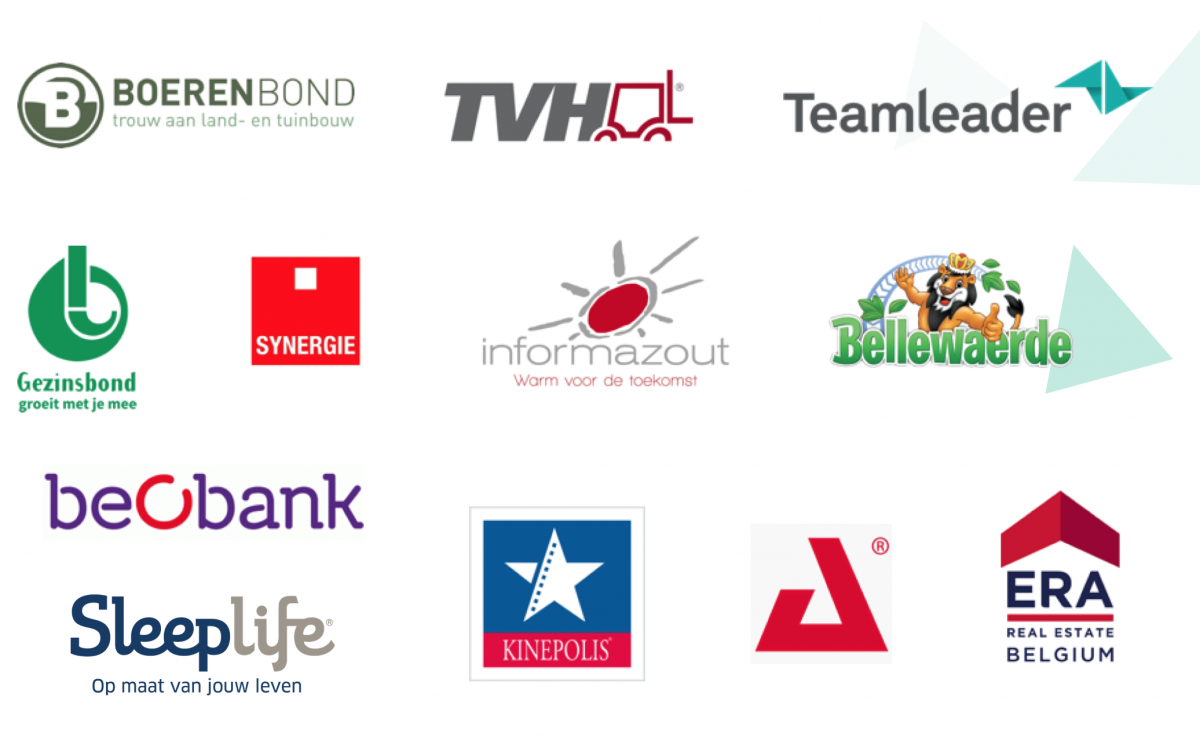 B BOERENBOND
trouw aan land- en tuinbouw
TVH ®
Teamleader
Gezinsbond
groeit met je mee
SYNERGIE
informazout
Warm voor de toekomst
Bellewaerde
beobank
Sleeplife®
Op maat van jouw leven
KINEPOLIS®
®
ERA
REAL ESTATE
BELGIUM